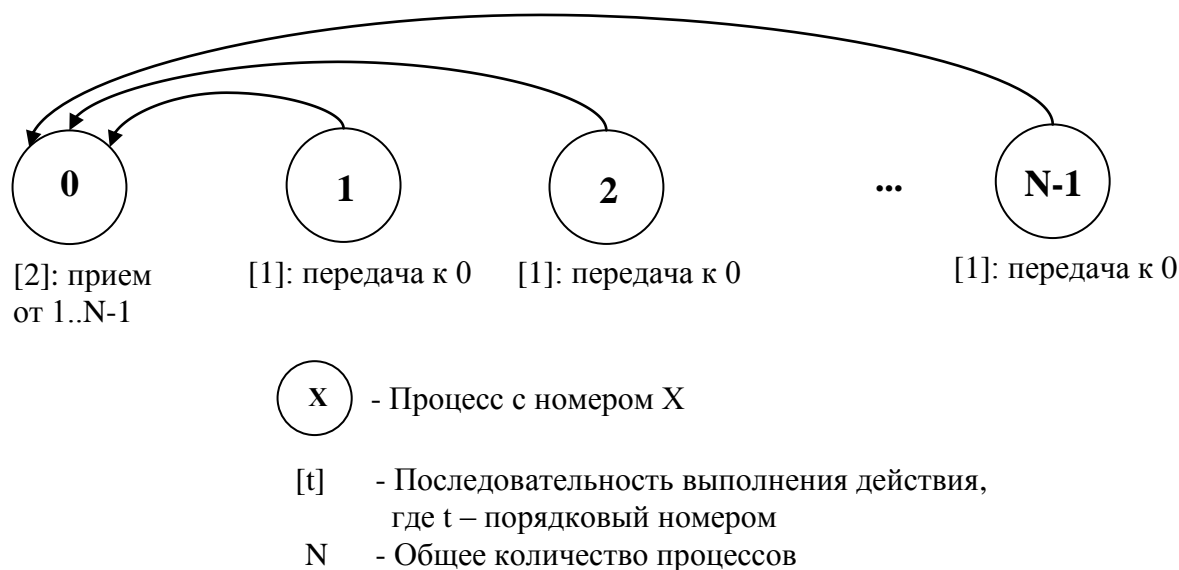 0 1 2 ... N-1
[2]: прием
от 1..N-1
[1]: передача к 0
[1]: передача к 0
[1]: передача к 0
X - Процесс с номером X
[t] - Последовательность выполнения действия,
где t – порядковый номером
N - Общее количество процессов